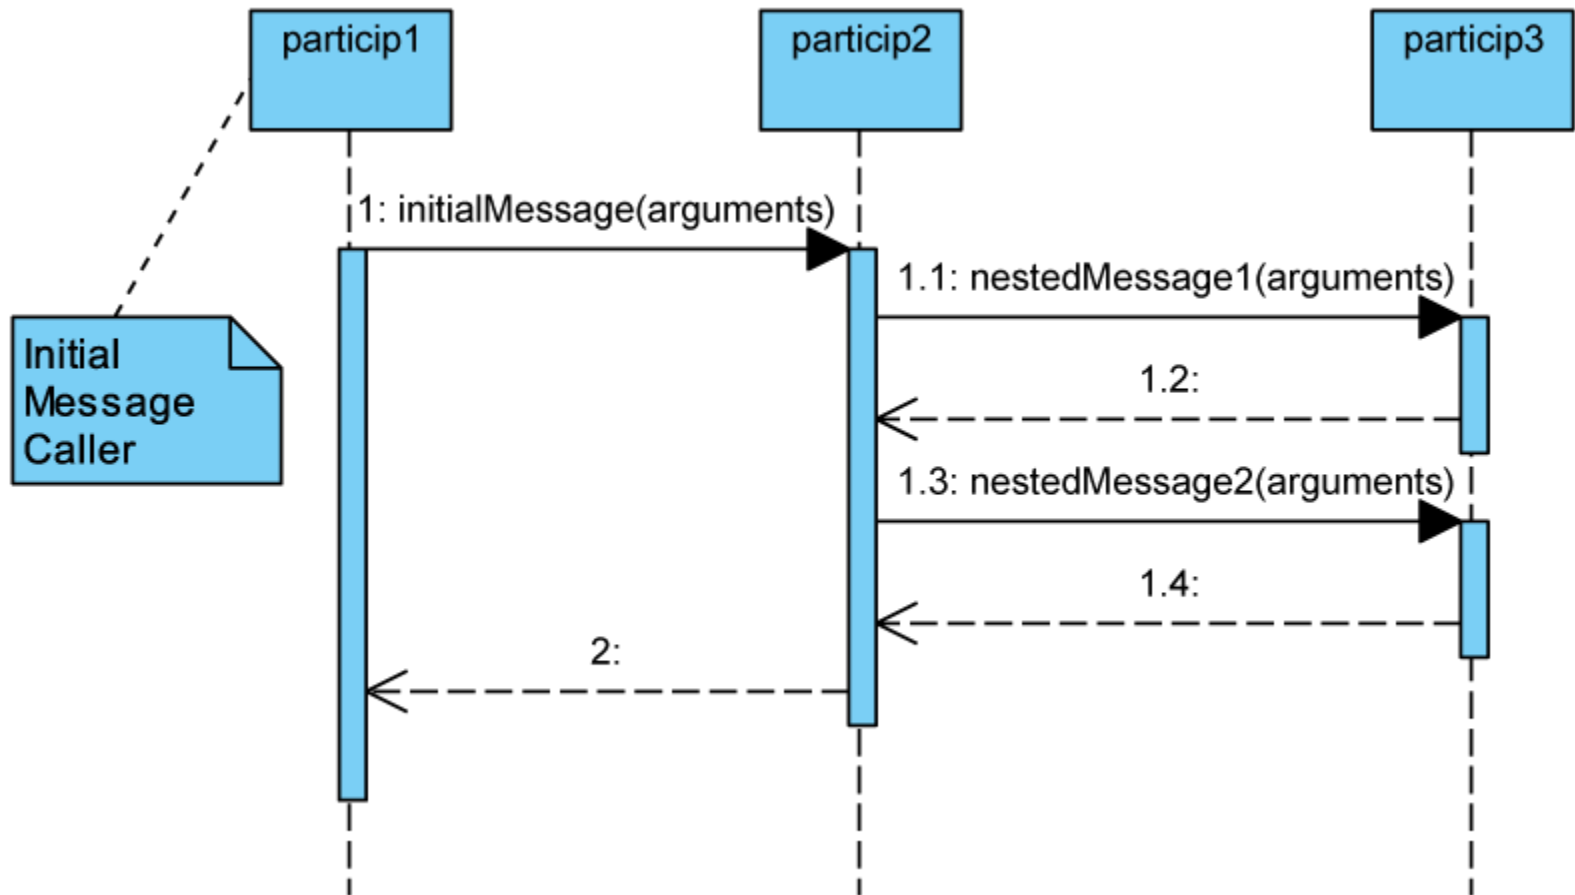 particip1
particip2
particip3
1: initialMessage(arguments)
1.1: nestedMessage1(arguments)
Initial
Message
Caller
1.2:
1.3: nestedMessage2(arguments)
1.4:
2: